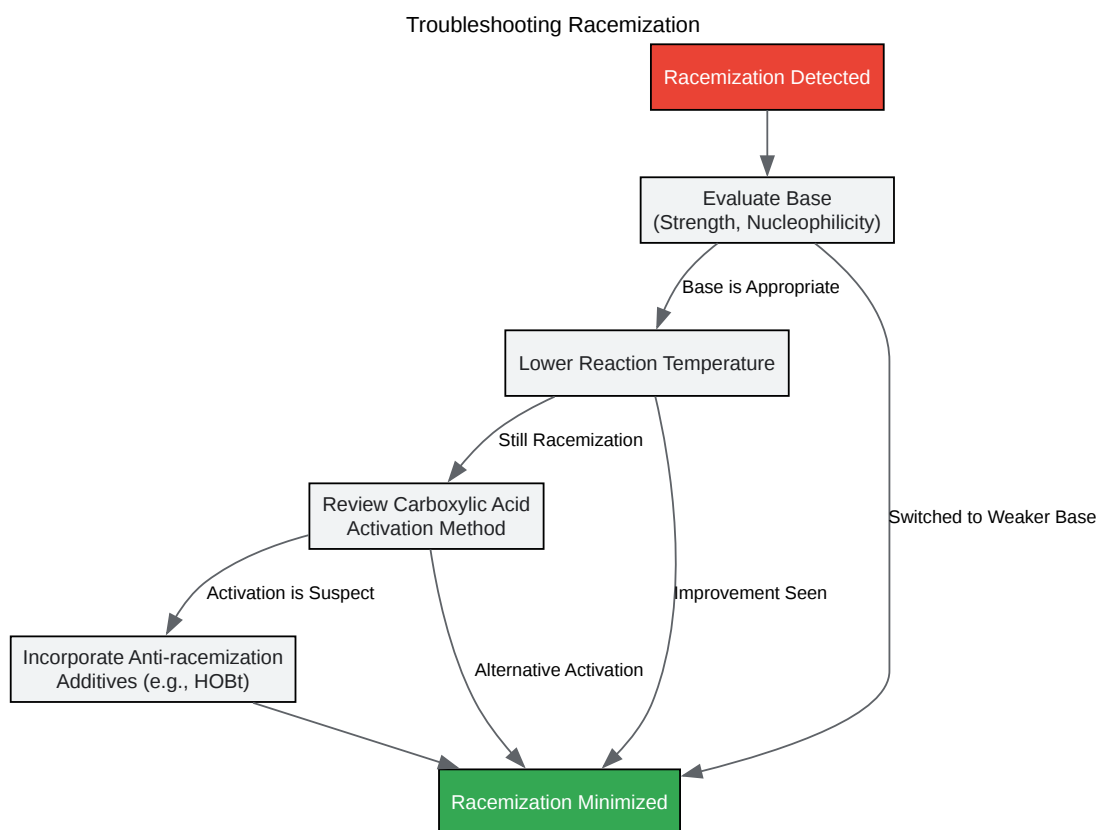 Troubleshooting Racemization
Racemization Detected
Evaluate Base
(Strength, Nucleophilicity)
Base is Appropriate
Lower Reaction Temperature
Still Racemization
Review Carboxylic Acid
Activation Method
Switched to Weaker Base
Activation is Suspect
Improvement Seen
Incorporate Anti-racemization
Additives (e.g., HOBt)
Alternative Activation
Racemization Minimized